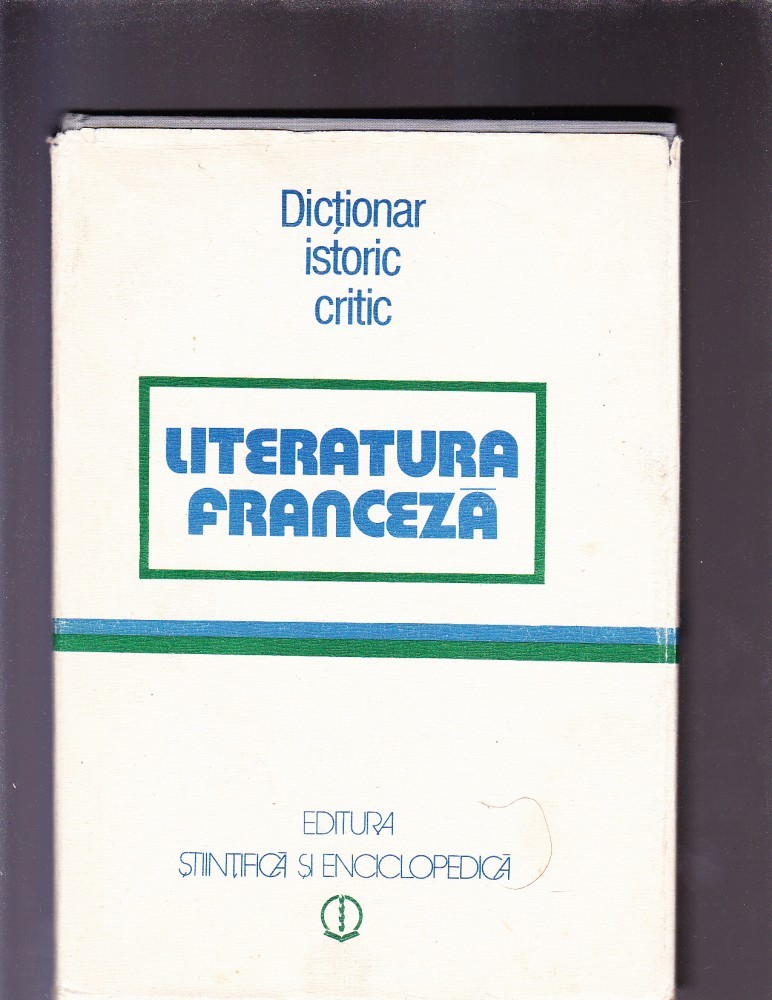 Dicționar
istoric
critic
LITERATURA
FRANCEZĂ
EDITURA
ȘTIINȚIFICĂ ȘI ENCICLOPEDICĂ